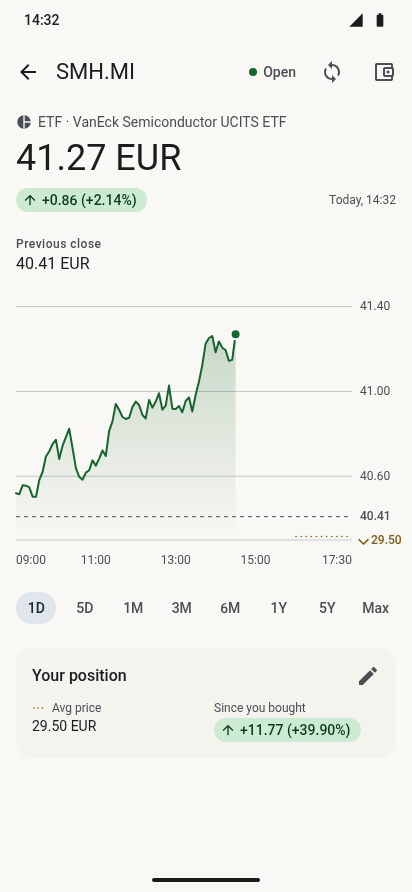 14:32
SMH.MI
Open
ETF · VanEck Semiconductor UCITS ETF
41.27 EUR
+0.86 (+2.14%)
Today, 14:32
Previous close
40.41 EUR
41.40
41.00
40.60
40.41
29.50
09:00 11:00 13:00 15:00 17:30
1D 5D 1M 3M 6M 1Y 5Y Max
Your position
Avg price
29.50 EUR
Since you bought
+11.77 (+39.90%)